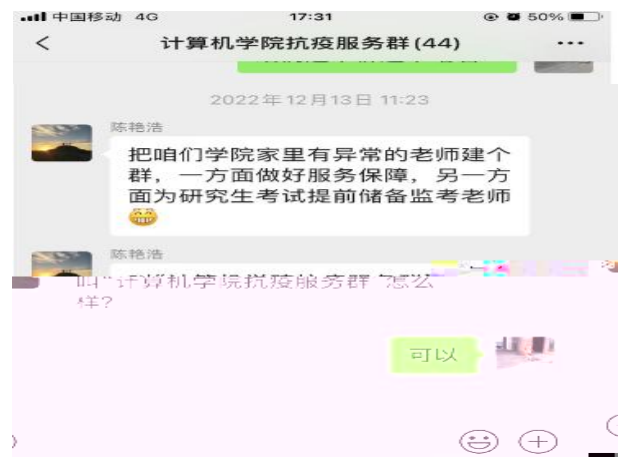 中国移动 4G 17:31 50%
计算机学院抗疫服务群(44)
2022年12月13日 11:23
陈艳浩
把咱们学院家里有异常的老师建个
群，一方面做好服务保障，另一方
面为研究生考试提前储备监考老师
陈艳浩
叫"计算机学院抗疫服务群"怎么
样?
可以